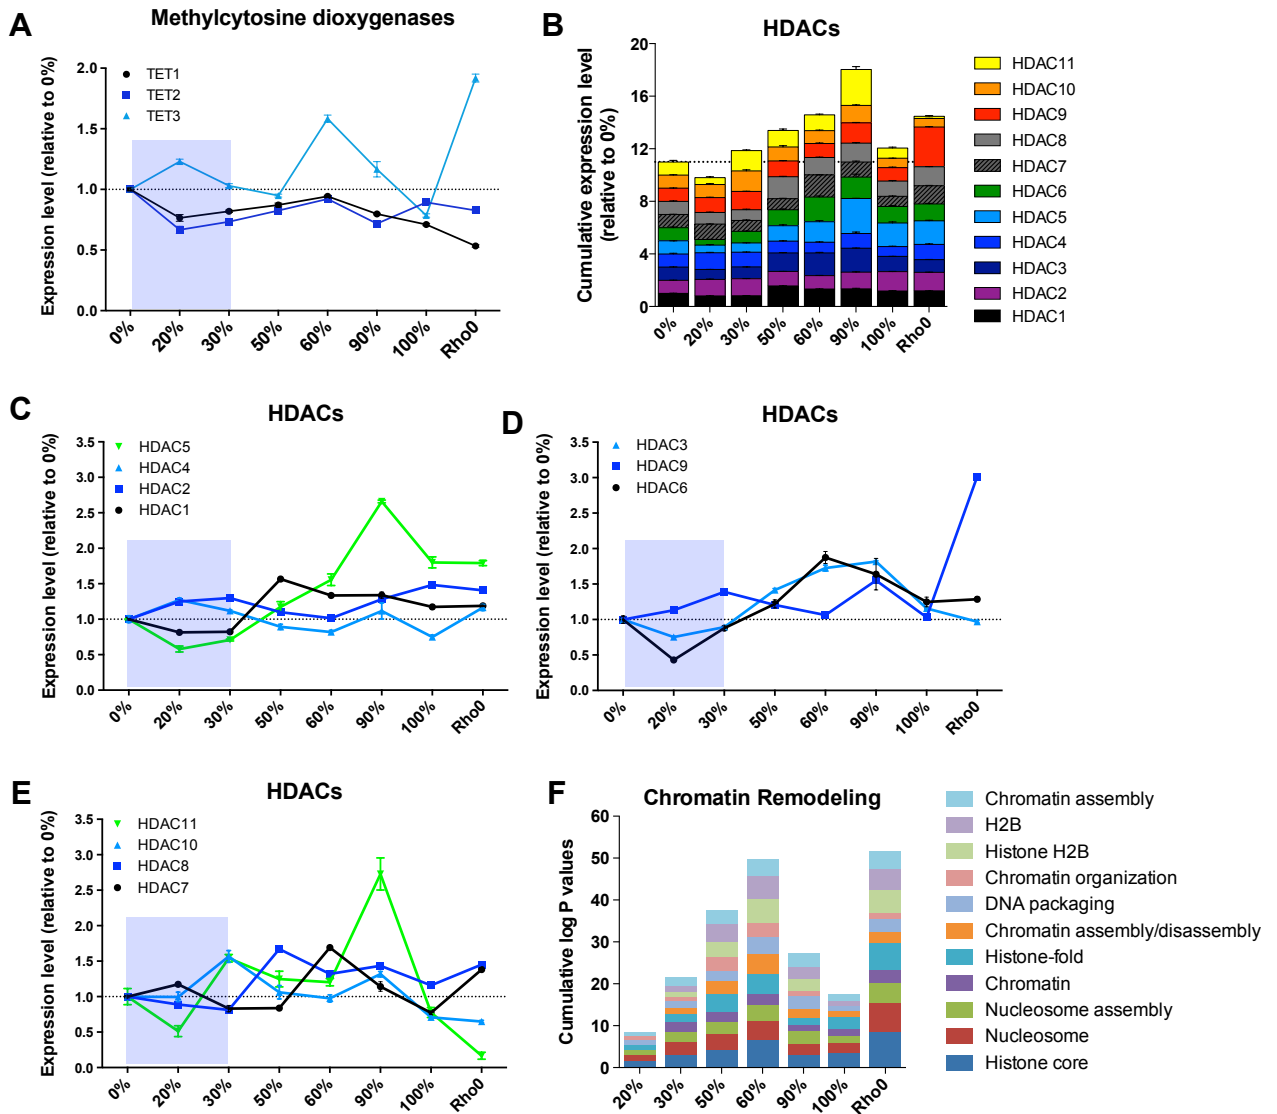 A
Methylcytosine dioxygenases
Expression level (relative to 0%)
2.0
1.5
1.0
0.5
0.0
TET1
TET2
TET3
0%
20%
30%
50%
60%
90%
100%
Rho0
B
HDACs
Cumulative expression level
(relative to 0%)
20
16
12
8
4
0
0%
20%
30%
50%
60%
90%
100%
Rho0
HDAC11
HDAC10
HDAC9
HDAC8
HDAC7
HDAC6
HDAC5
HDAC4
HDAC3
HDAC2
HDAC1
C
HDACs
Expression level (relative to 0%)
3.5
3.0
2.5
2.0
1.5
1.0
0.5
0.0
HDAC5
HDAC4
HDAC2
HDAC1
0%
20%
30%
50%
60%
90%
100%
Rho0
D
HDACs
Expression level (relative to 0%)
3.5
3.0
2.5
2.0
1.5
1.0
0.5
0.0
HDAC3
HDAC9
HDAC6
0%
20%
30%
50%
60%
90%
100%
Rho0
E
HDACs
Expression level (relative to 0%)
3.5
3.0
2.5
2.0
1.5
1.0
0.5
0.0
HDAC11
HDAC10
HDAC8
HDAC7
0%
20%
30%
50%
60%
90%
100%
Rho0
F
Chromatin Remodeling
Cumulative log P values
60
50
40
30
20
10
0
20%
30%
50%
60%
90%
100%
Rho0
Chromatin assembly
H2B
Histone H2B
Chromatin organization
DNA packaging
Chromatin assembly/disassembly
Histone-fold
Chromatin
Nucleosome assembly
Nucleosome
Histone core